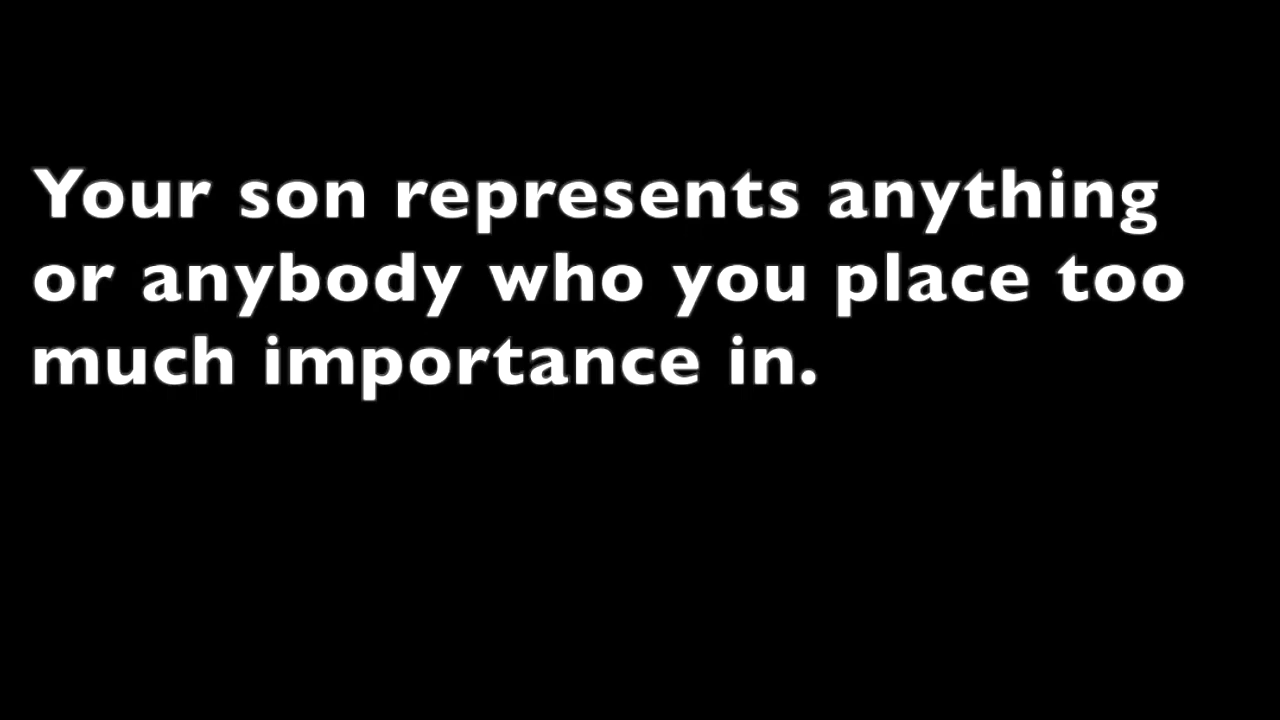 Your son represents anything
or anybody who you place too
much importance in.